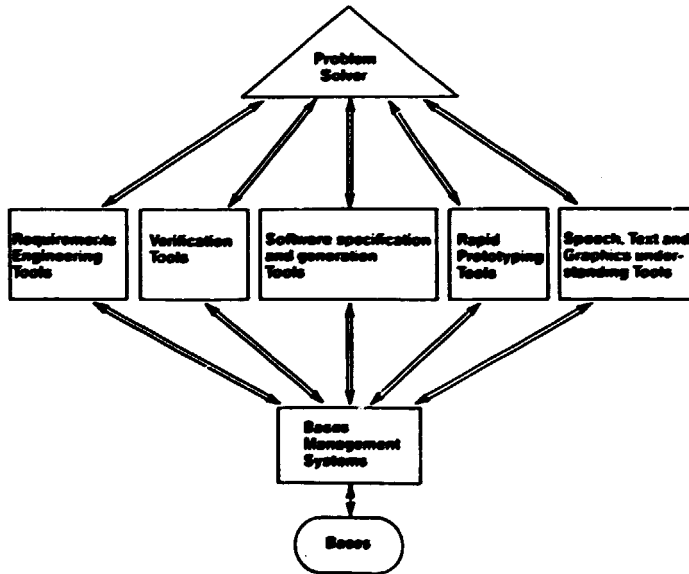 Problem
Solver
Requirements
Engineering
Tools
Verification
Tools
Software specification
and generation
Tools
Rapid
Prototyping
Tools
Speech, Text and
Graphics under-
standing Tools
Bases
Management
Systems
Bases